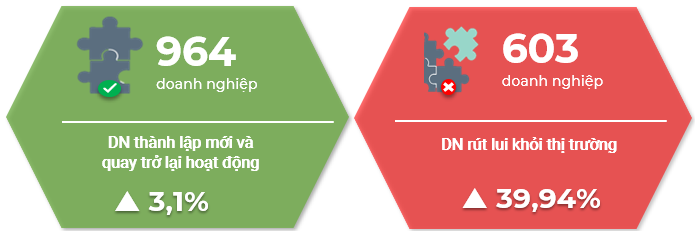 964
doanh nghiệp
DN thành lập mới và
quay trở lại hoạt động
▲ 3,1%
603
doanh nghiệp
DN rút lui khỏi thị trường
▲ 39,94%